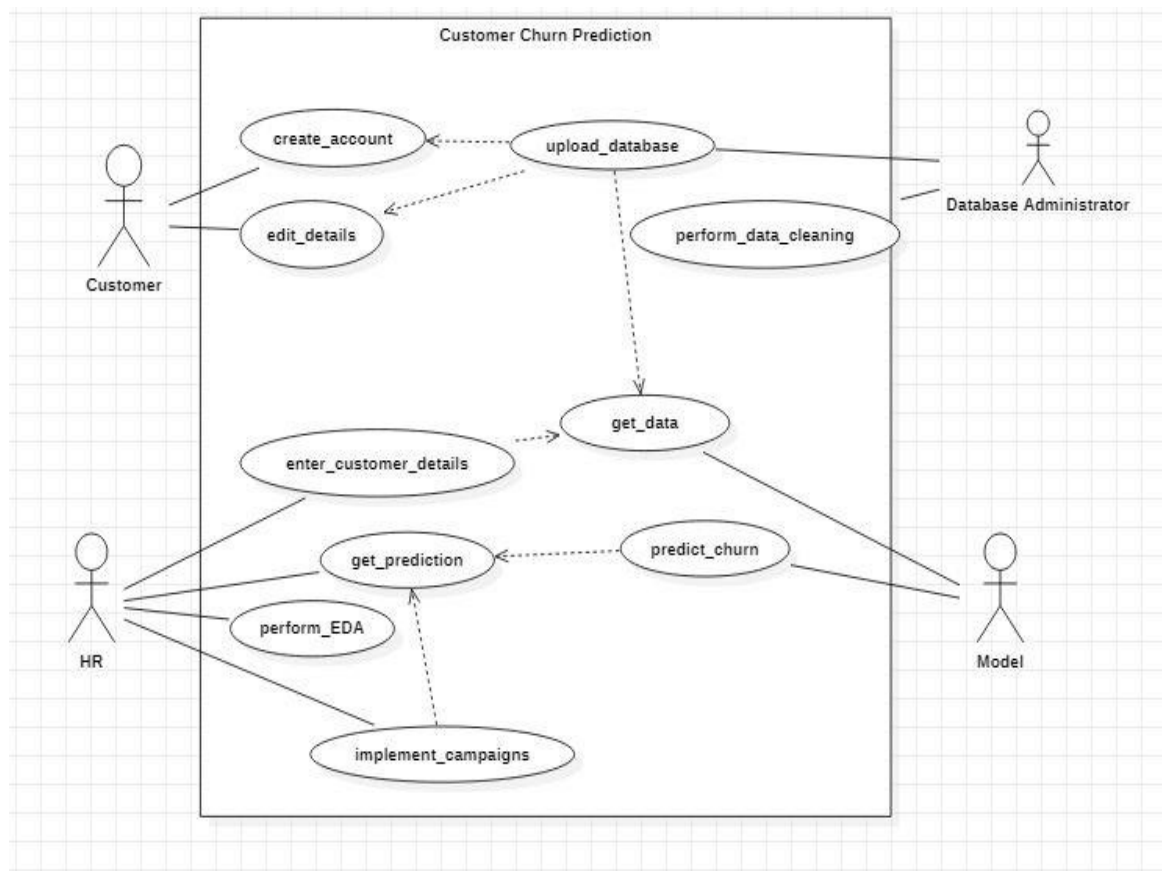 Customer Churn Prediction
create_account
upload_database
Database Administrator
edit_details
perform_data_cleaning
Customer
get_data
enter_customer_details
get_prediction
predict_churn
perform_EDA
HR
Model
implement_campaigns